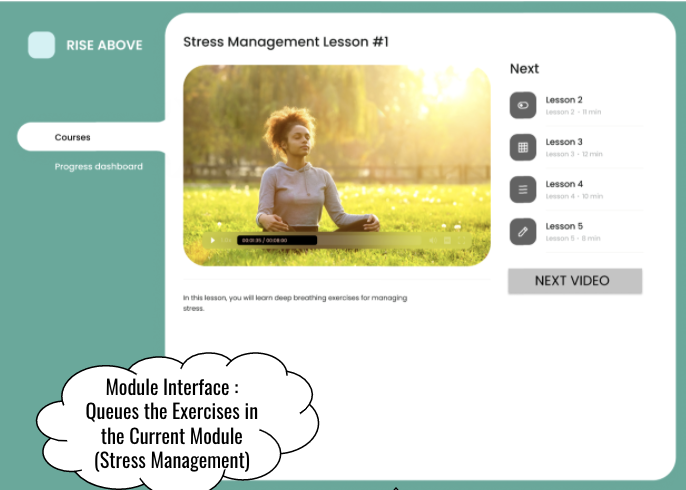 RISE ABOVE
Courses
Progress dashboard
Stress Management Lesson #1
00:01:35 / 00:08:00
In this lesson, you will learn deep breathing exercises for managing
stress.
Next
Lesson 2
Lesson 2 - 11 min
Lesson 3
Lesson 3 - 12 min
Lesson 4
Lesson 4 - 10 min
Lesson 5
Lesson 5 - 8 min
NEXT VIDEO
Module Interface :
Queues the Exercises in
the Current Module
(Stress Management)